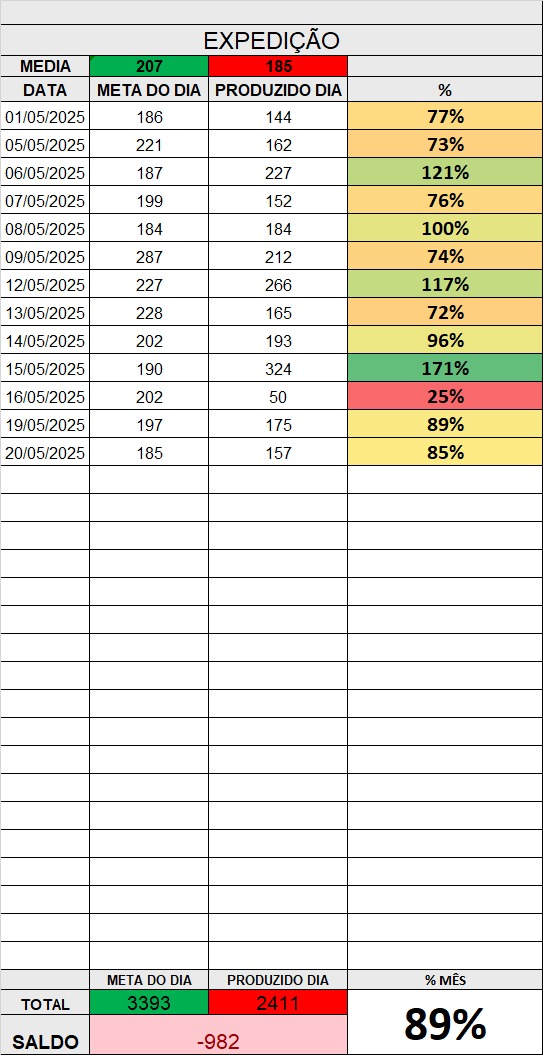 EXPEDIÇÃO
MEDIA 207 185
DATA META DO DIA PRODUZIDO DIA %
01/05/2025 186 144 77%
05/05/2025 221 162 73%
06/05/2025 187 227 121%
07/05/2025 199 152 76%
08/05/2025 184 184 100%
09/05/2025 287 212 74%
12/05/2025 227 266 117%
13/05/2025 228 165 72%
14/05/2025 202 193 96%
15/05/2025 190 324 171%
16/05/2025 202 50 25%
19/05/2025 197 175 89%
20/05/2025 185 157 85%
META DO DIA PRODUZIDO DIA % MÊS
TOTAL 3393 2411 89%
SALDO -982